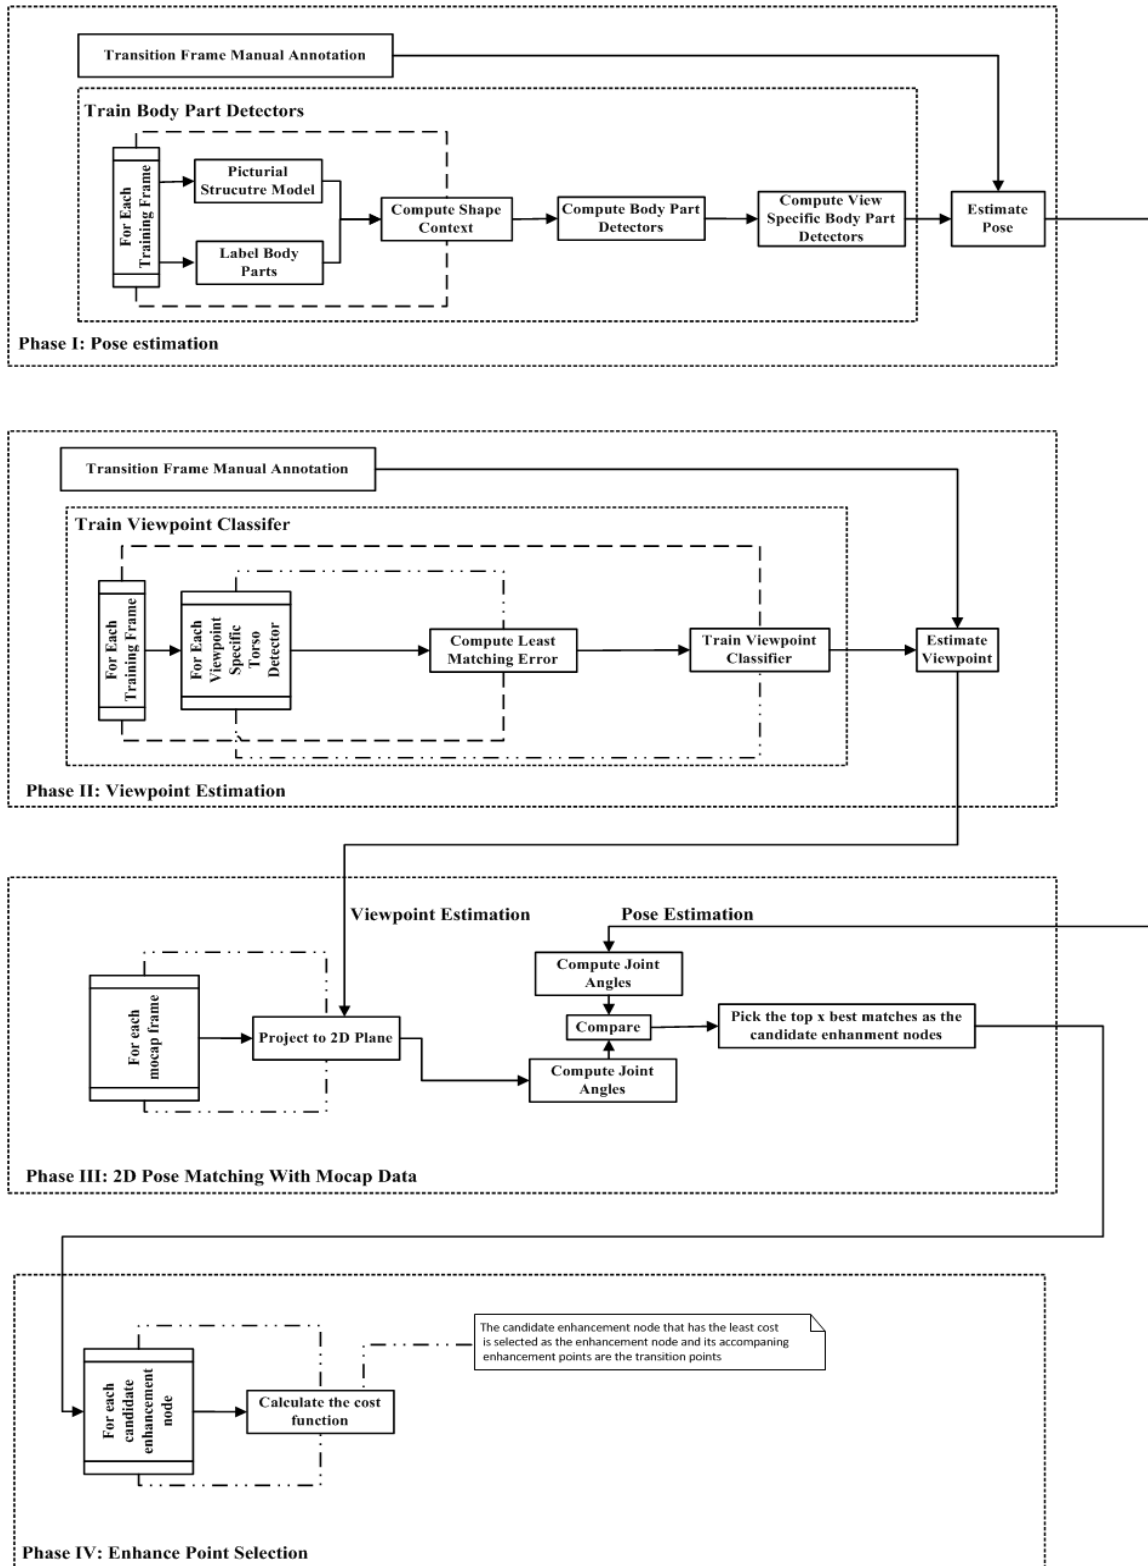 Transition Frame Manual Annotation
Train Body Part Detectors
For Each
Training Frame
Picturial
Strucutre Model
Label Body
Parts
Compute Shape
Context
Compute Body Part
Detectors
Compute View
Specific Body Part
Detectors
Estimate
Pose
Phase I: Pose estimation
Transition Frame Manual Annotation
Train Viewpoint Classifer
For Each
Training Frame
For Each
Viewpoint
Specific
Torso
Detector
Compute Least
Matching Error
Train Viewpoint
Classifier
Estimate
Viewpoint
Phase II: Viewpoint Estimation
Viewpoint Estimation
Pose Estimation
For each
mocap frame
Project to 2D Plane
Compute Joint
Angles
Compare
Compute Joint
Angles
Pick the top x best matches as the
candidate enhanment nodes
Phase III: 2D Pose Matching With Mocap Data
For each
candidate
enhancement
node
Calculate the cost
function
The candidate enhancement node that has the least cost
is selected as the enhancement node and its accompaning
enhancement points are the transition points
Phase IV: Enhance Point Selection